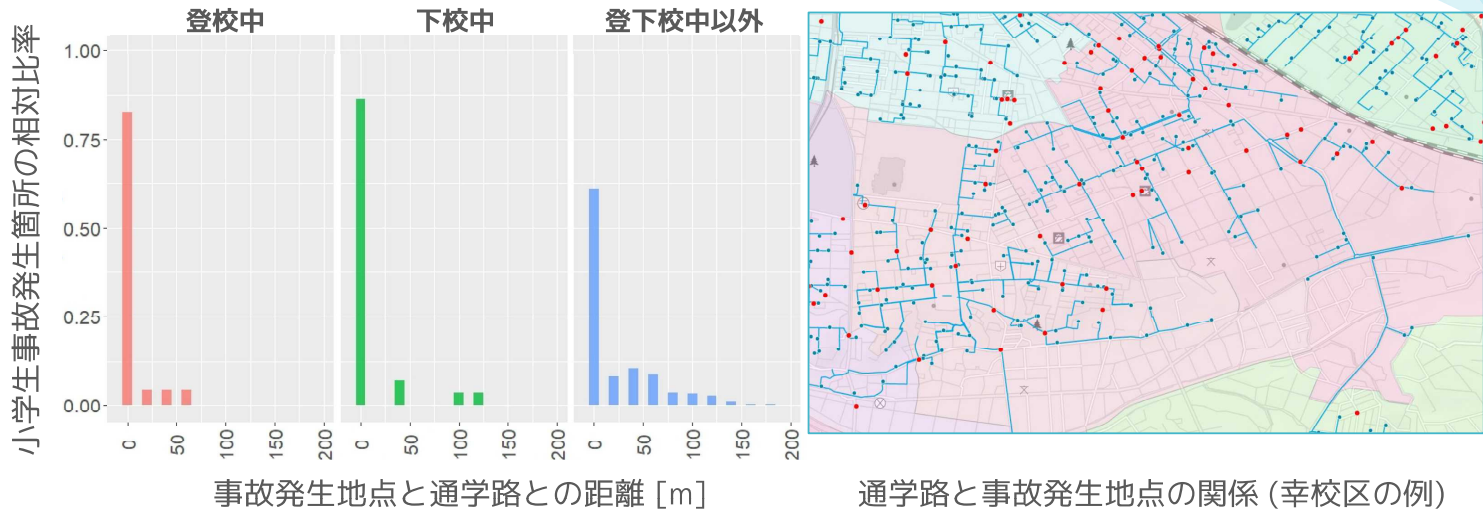 登校中
下校中
登下校中以外
小学生事故発生箇所の相対比率
1.00
0.75
0.50
0.25
0.00
0 50 100 150 200
0 50 100 150 200
0 50 100 150 200
事故発生地点と通学路との距離 [m]
通学路と事故発生地点の関係 (幸校区の例)